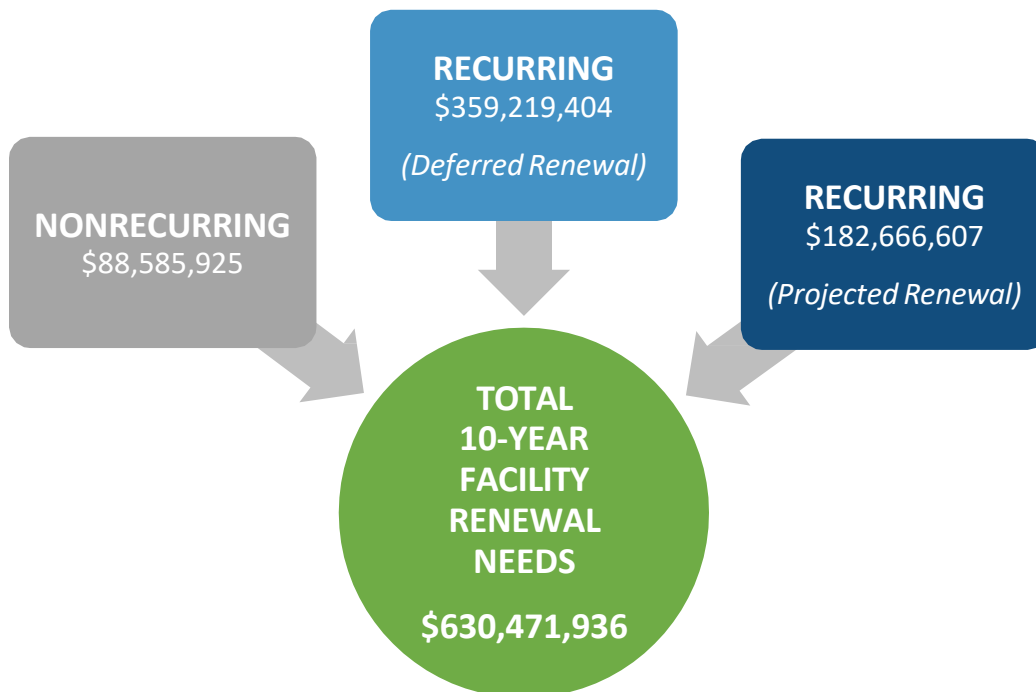 RECURRING
$359,219,404
(Deferred Renewal)
NONRECURRING
$88,585,925
RECURRING
$182,666,607
(Projected Renewal)
TOTAL
10-YEAR
FACILITY
RENEWAL
NEEDS
$630,471,936